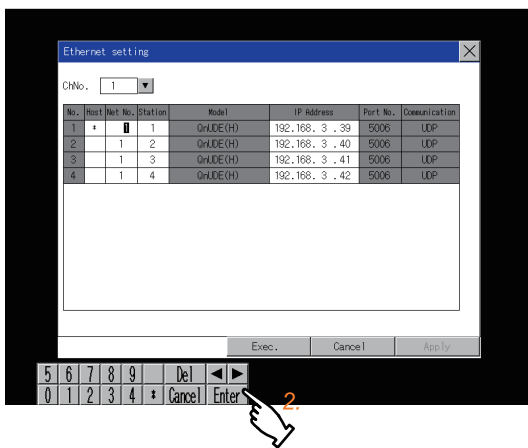 Ethernet setting
ChNo. 1
No. Host Net No. Station Model IP Address Port No. Communication
1 * 1 1 QnUDE(H) 192.168. 3 .39 5006 UDP
2 1 2 QnUDE(H) 192.168. 3 .40 5006 UDP
3 1 3 QnUDE(H) 192.168. 3 .41 5006 UDP
4 1 4 QnUDE(H) 192.168. 3 .42 5006 UDP
Exec. Cancel Apply
5 6 7 8 9 Del ◄ ►
0 1 2 3 4 * Cancel Enter
2.